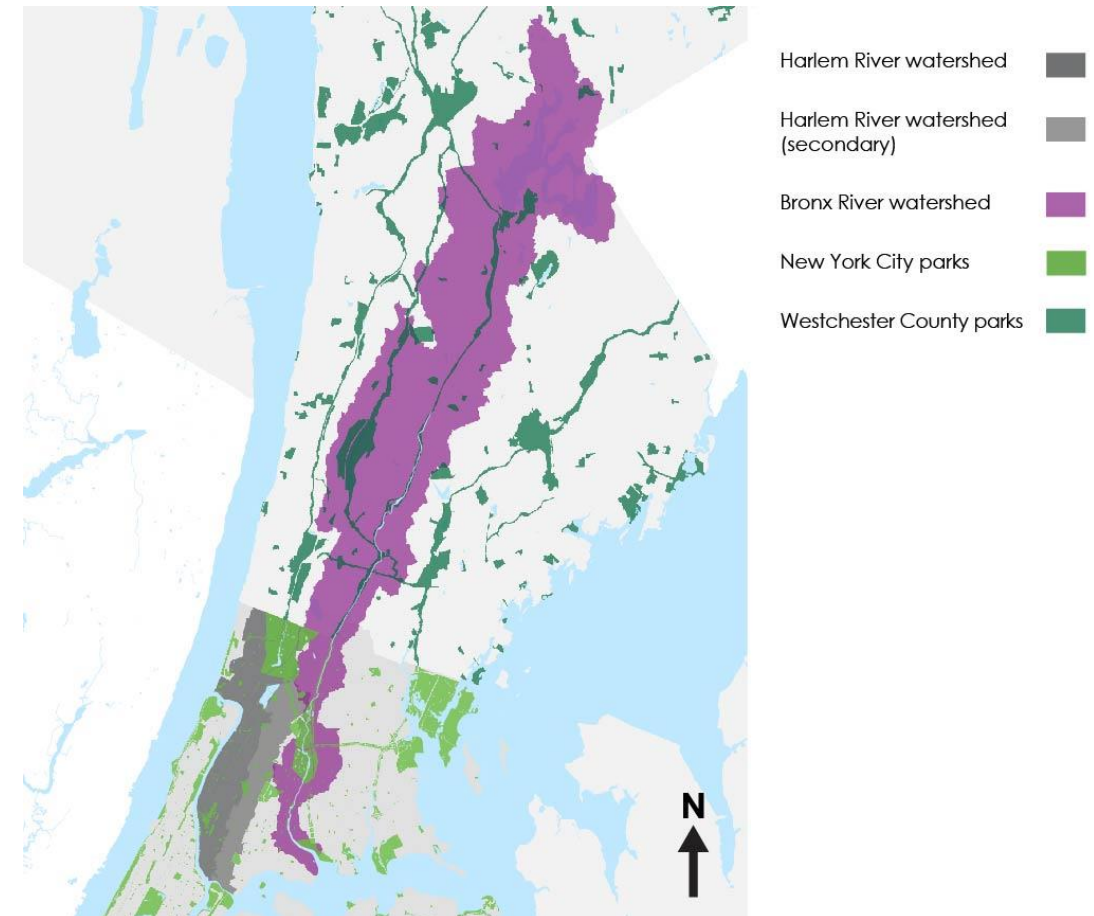 Harlem River watershed
Harlem River watershed
(secondary)
Bronx River watershed
New York City parks
Westchester County parks
N